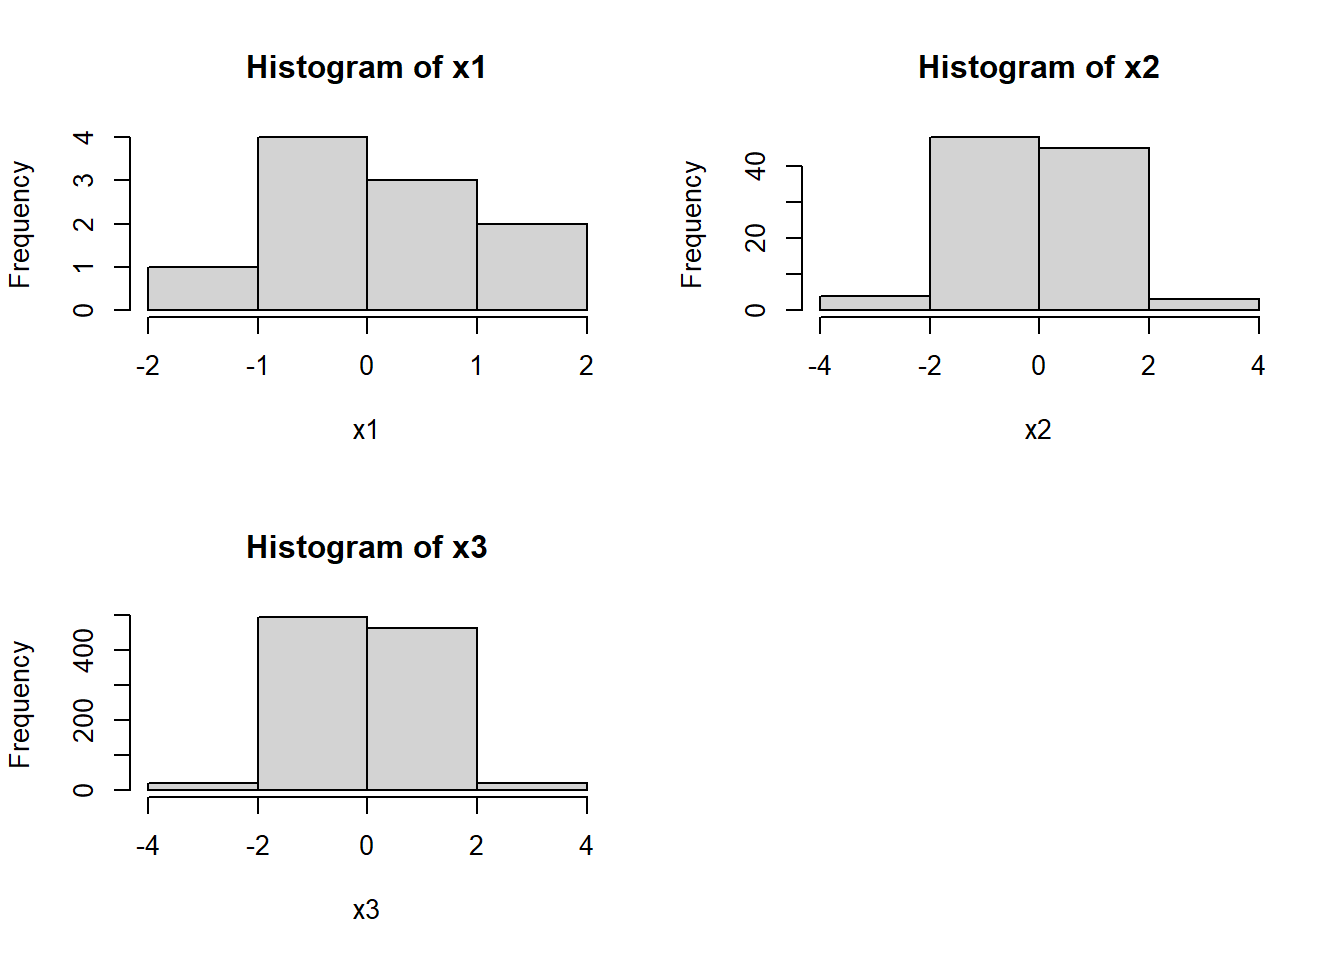 Histogram of x1
Frequency
0 1 2 3 4
-2 -1 0 1 2
x1
Histogram of x2
Frequency
0 20 40
-4 -2 0 2 4
x2
Histogram of x3
Frequency
0 200 400
-4 -2 0 2 4
x3